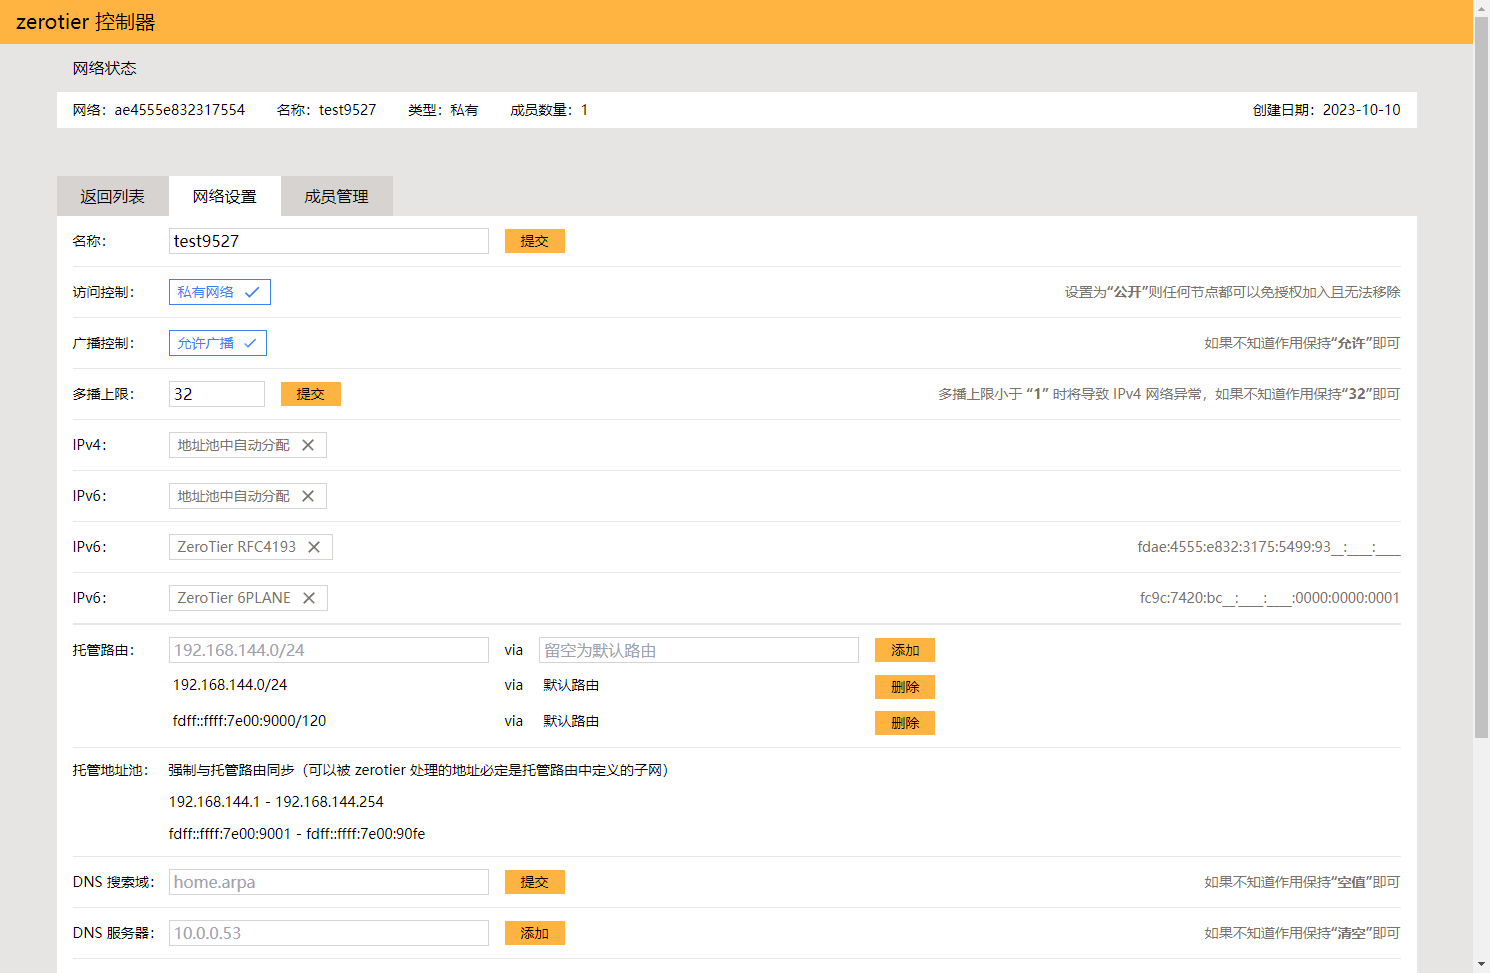 zerotier 控制器
网络状态
网络：ae4555e832317554 名称：test9527 类型：私有 成员数量：1 创建日期：2023-10-10
返回列表 网络设置 成员管理
名称： test9527 提交
访问控制： 私有网络 设置为“公开”则任何节点都可以免授权加入且无法移除
广播控制： 允许广播 如果不知道作用保持“允许”即可
多播上限： 32 提交 多播上限小于 “1” 时将导致 IPv4 网络异常，如果不知道作用保持“32”即可
IPv4： 地址池中自动分配
IPv6： 地址池中自动分配
IPv6： ZeroTier RFC4193 fdae:4555:e832:3175:5499:93__:____:____
IPv6： ZeroTier 6PLANE fc9c:7420:bc__:____:____:0000:0000:0001
托管路由： 192.168.144.0/24 via 留空为默认路由 添加
192.168.144.0/24 via 默认路由 删除
fdff::ffff:7e00:9000/120 via 默认路由 删除
托管地址池： 强制与托管路由同步（可以被 zerotier 处理的地址必定是托管路由中定义的子网）
192.168.144.1 - 192.168.144.254
fdff::ffff:7e00:9001 - fdff::ffff:7e00:90fe
DNS 搜索域： home.arpa 提交 如果不知道作用保持“空值”即可
DNS 服务器： 10.0.0.53 添加 如果不知道作用保持“清空”即可